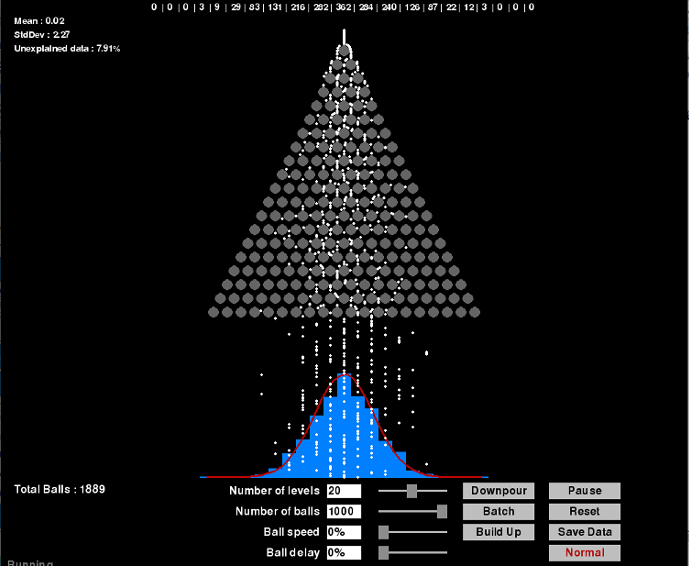 0 | 0 | 0 | 3 | 9 | 29 | 83 | 131 | 216 | 282 | 362 | 284 | 240 | 126 | 87 | 22 | 12 | 3 | 0 | 0 | 0
Mean : 0.02
StdDev : 2.27
Unexplained data : 7.91%
Total Balls : 1889
Number of levels 20 Downpour Pause
Number of balls 1000 Batch Reset
Ball speed 0% Build Up Save Data
Ball delay 0% Normal
Running